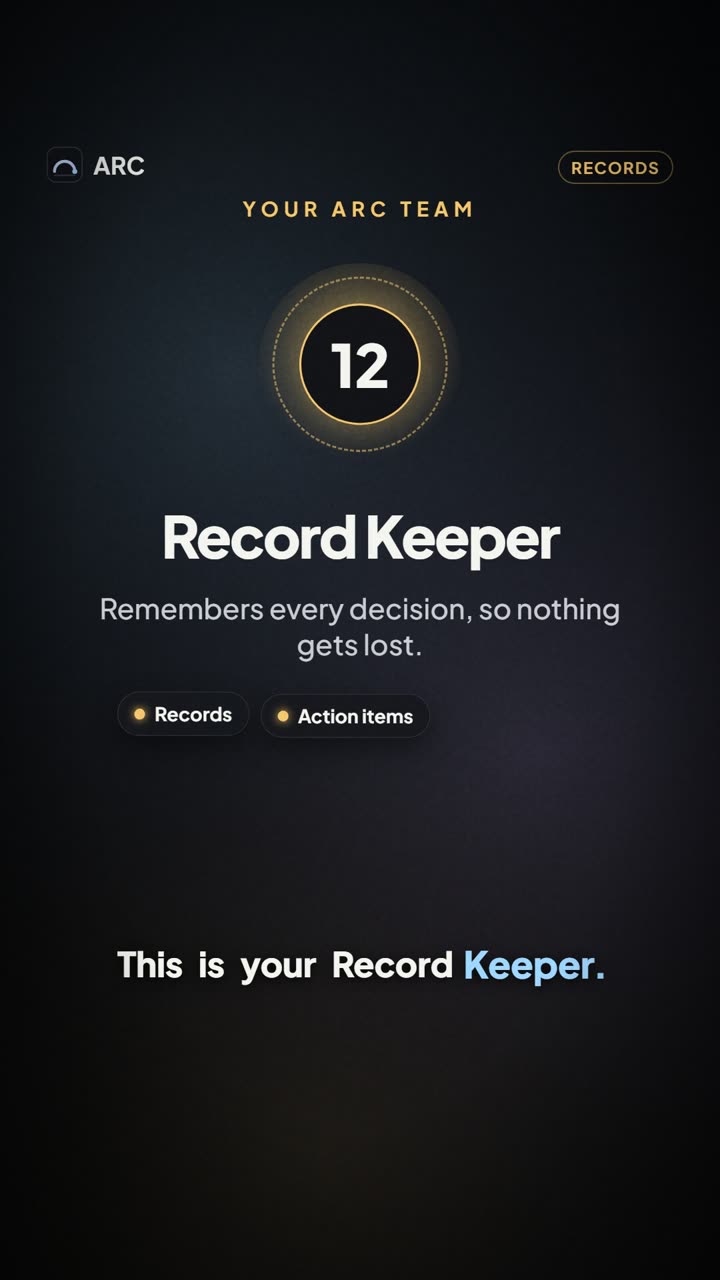 ARC
RECORDS
YOUR ARC TEAM
12
Record Keeper
Remembers every decision, so nothing
gets lost.
Records
Action items
This is your Record Keeper.